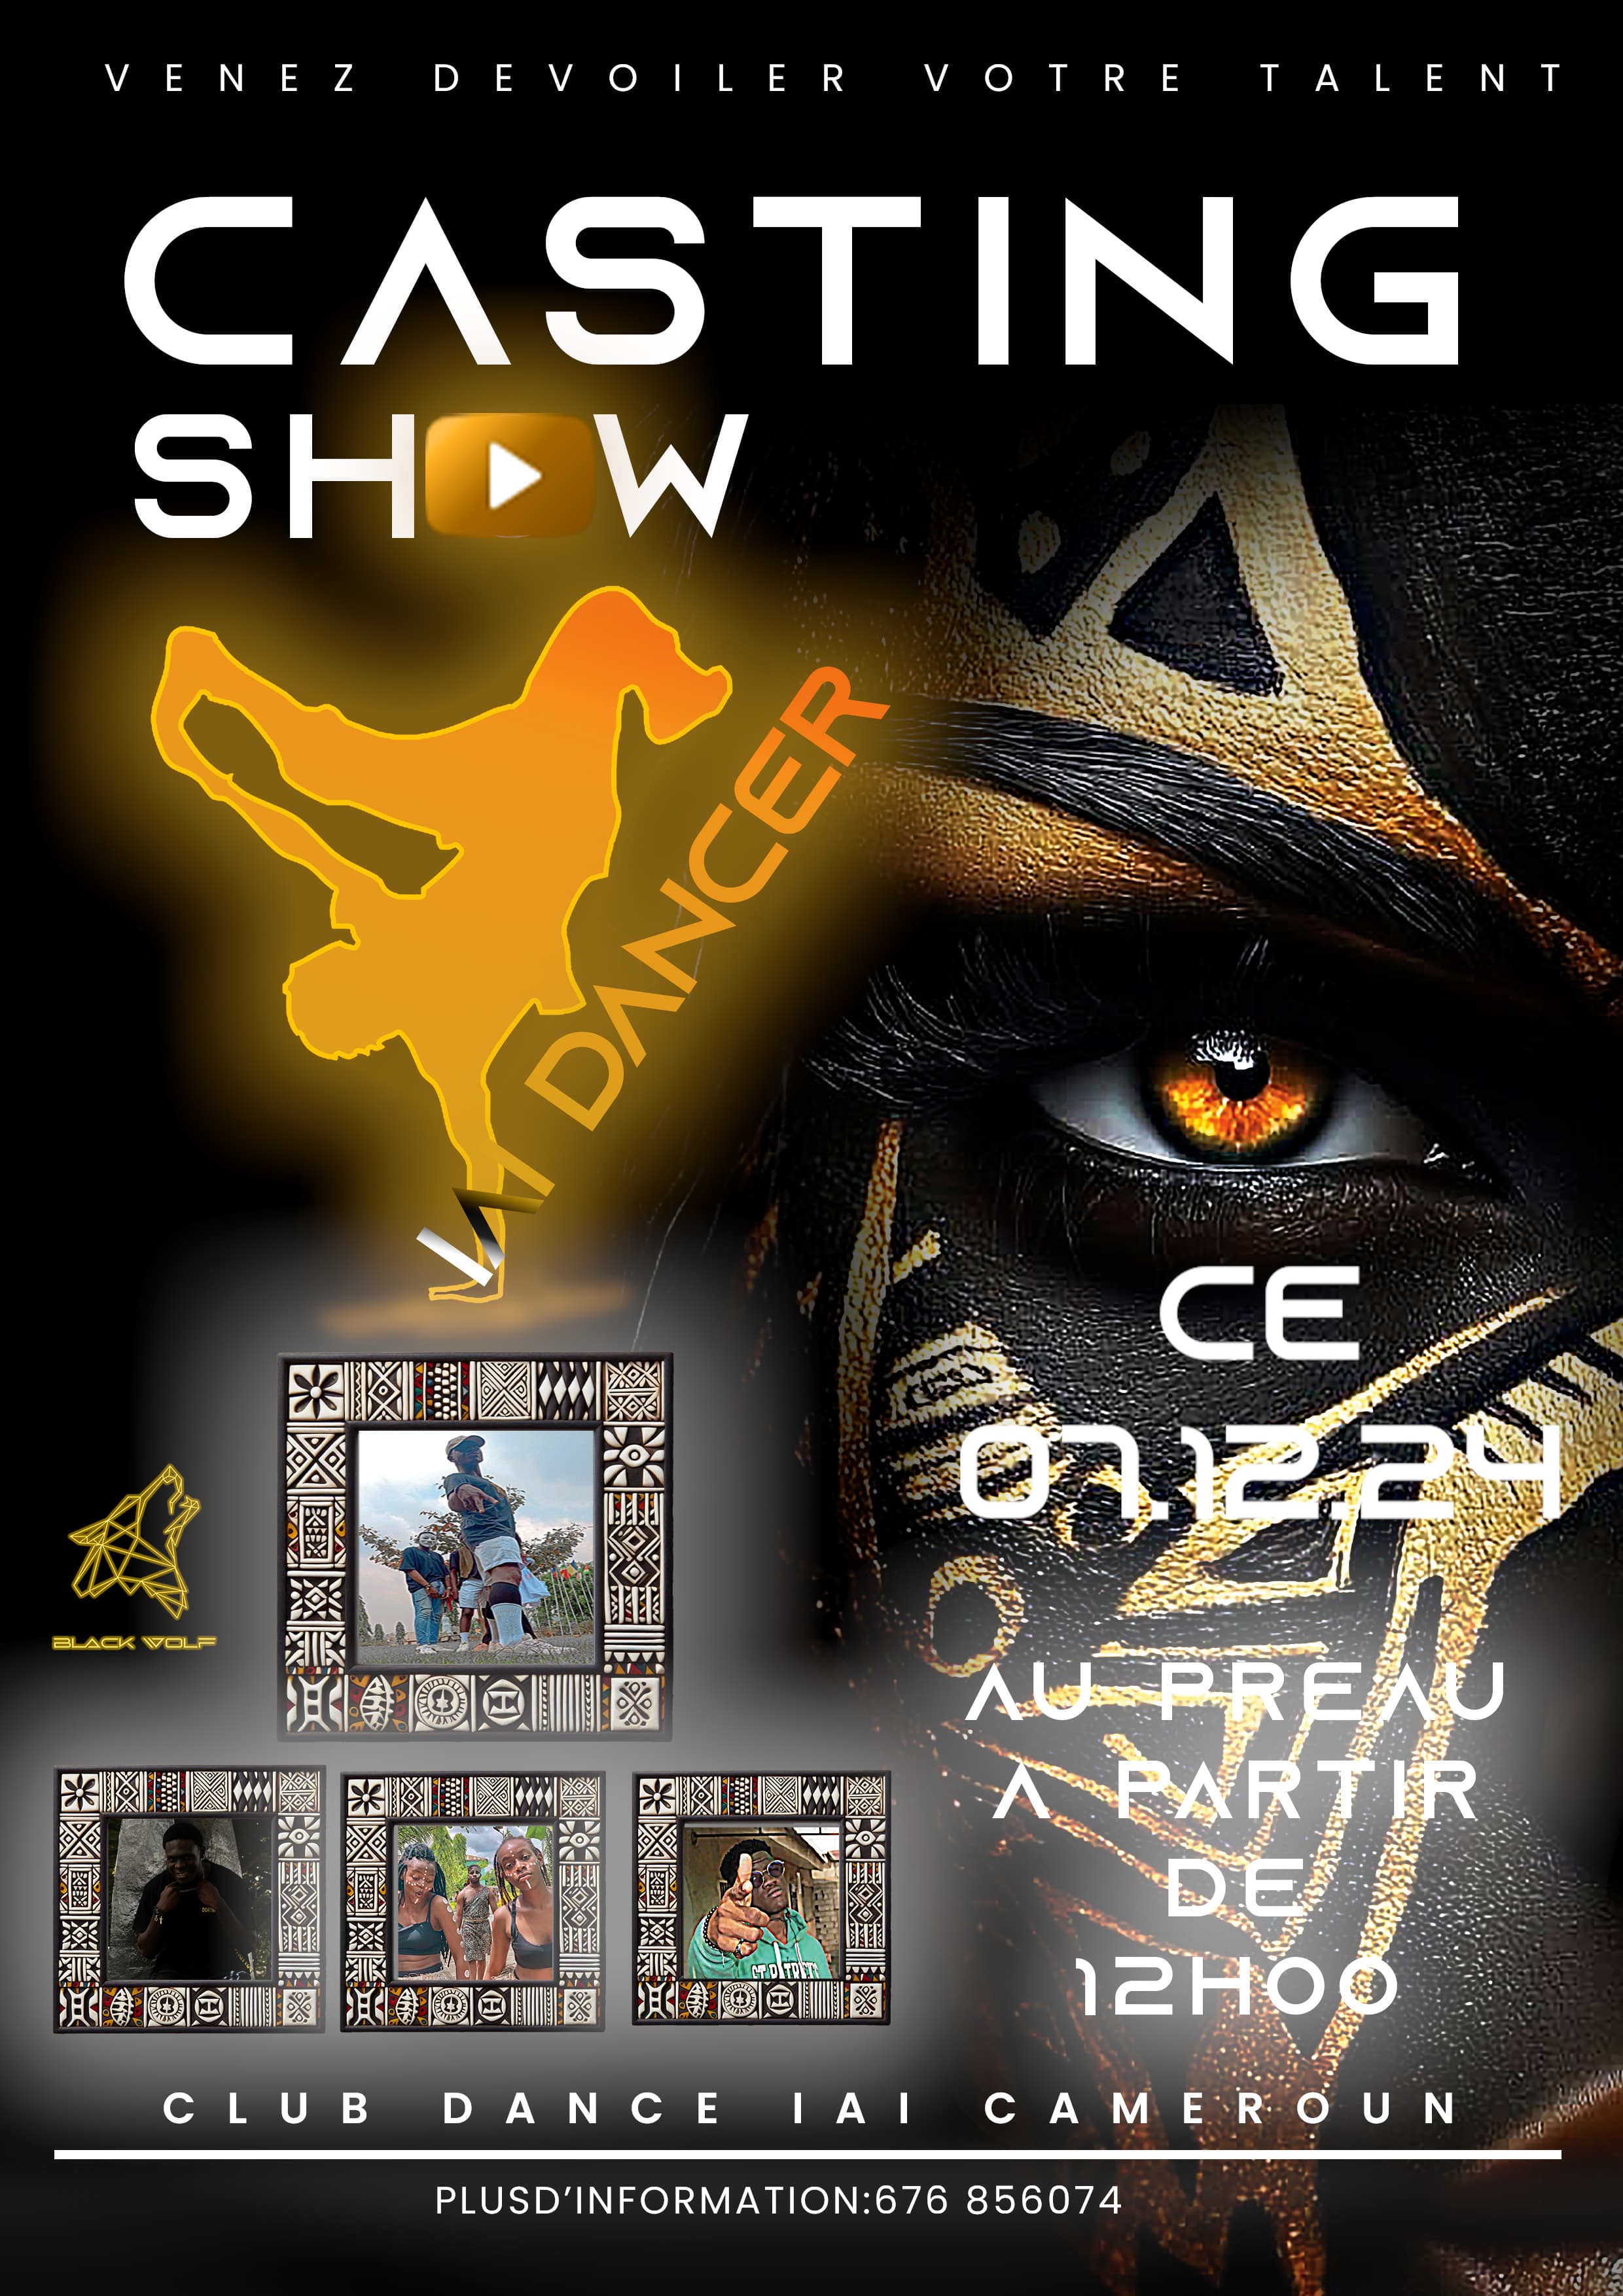 VENEZ DEVOILER VOTRE TALENT
CASTING
SHOW
IAI DANCER
CE
07.12.24
BLACK WOLF
AU PREAU
A PARTIR
DE
12H00
CLUB DANCE IAI CAMEROUN
PLUSD'INFORMATION:676 856074